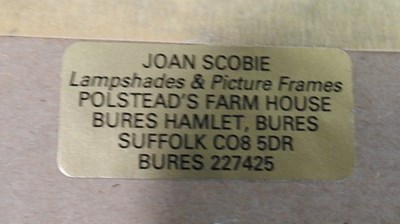 JOAN SCOBIE
Lampshades & Picture Frames
POLSTEAD'S FARM HOUSE
BURES HAMLET, BURES
SUFFOLK CO8 5DR
BURES 227425